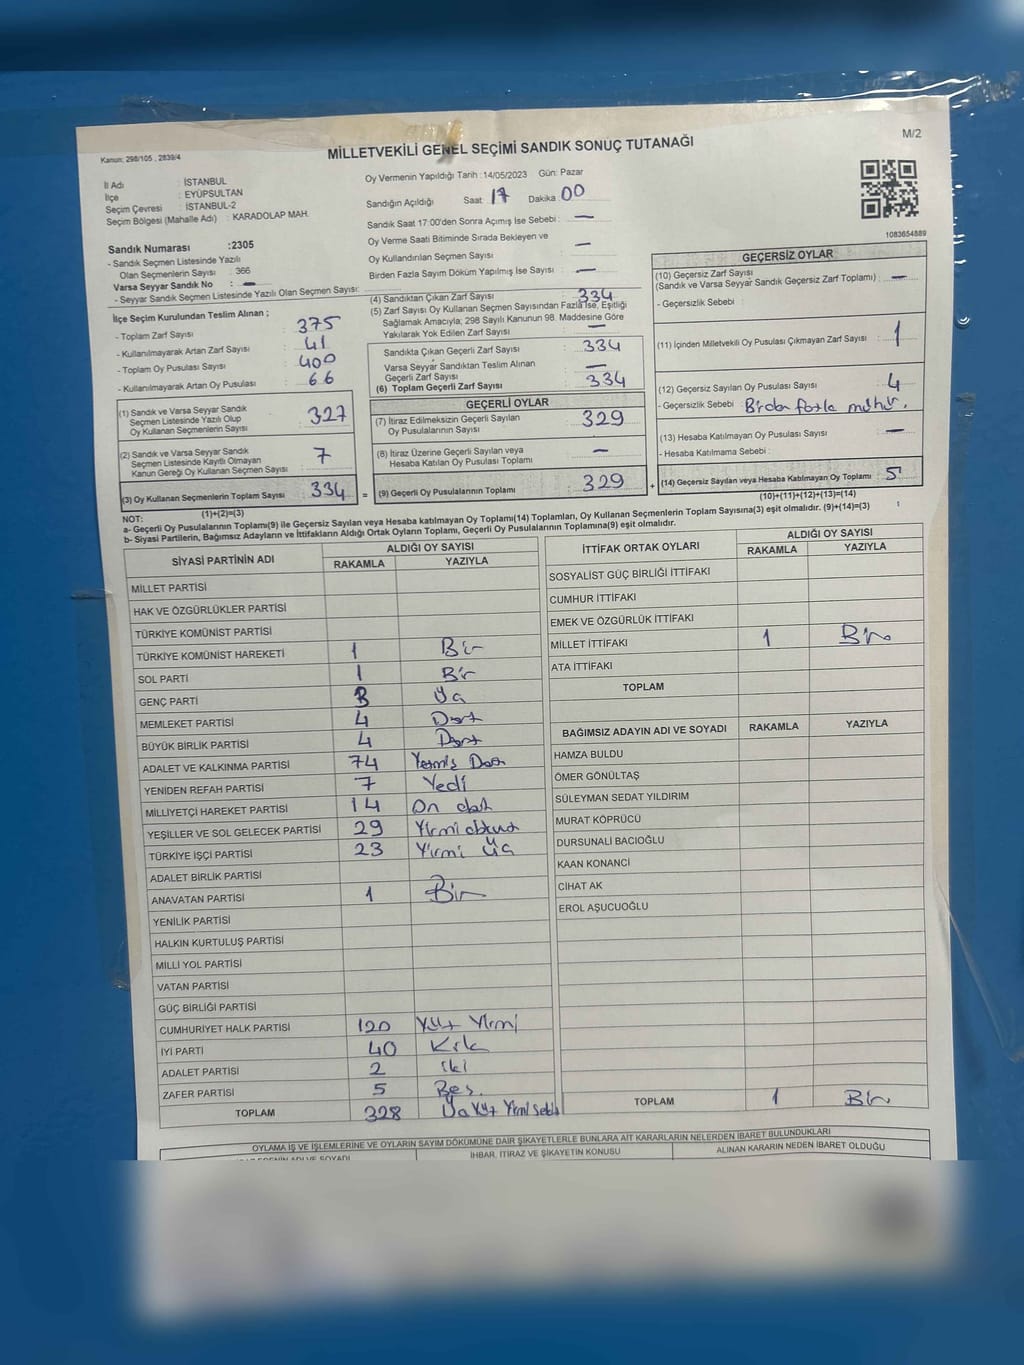 M/2
Kanun: 298/105 , 2839/4
MİLLETVEKİLİ GENEL SEÇİMİ SANDIK SONUÇ TUTANAĞI
İl Adı : İSTANBUL
İlçe : EYÜPSULTAN
Seçim Çevresi : İSTANBUL-2
Seçim Bölgesi (Mahalle Adı) : KARADOLAP MAH.
Sandık Numarası :2305
- Sandık Seçmen Listesinde Yazılı
Olan Seçmenlerin Sayısı : 366
Varsa Seyyar Sandık No : —
- Seyyar Sandık Seçmen Listesinde Yazılı Olan Seçmen Sayısı:
Oy Vermenin Yapıldığı Tarih :14/05/2023 Gün: Pazar
Sandığın Açıldığı Saat 17 Dakika 00
Sandık Saat 17:00'den Sonra Açımış İse Sebebi : —
Oy Verme Saati Bitiminde Sırada Bekleyen ve
Oy Kullandırılan Seçmen Sayısı : —
Birden Fazla Sayım Döküm Yapılmış İse Sayısı : —
1083654889
İlçe Seçim Kurulundan Teslim Alınan ;
- Toplam Zarf Sayısı : 375
- Kullanılmayarak Artan Zarf Sayısı : 41
- Toplam Oy Pusulası Sayısı : 400
- Kullanılmayarak Artan Oy Pusulası : 66
(4) Sandıktan Çıkan Zarf Sayısı : 334
(5) Zarf Sayısı Oy Kullanan Seçmen Sayısından Fazla İse, Eşitliği
Sağlamak Amacıyla; 298 Sayılı Kanunun 98. Maddesine Göre
Yakılarak Yok Edilen Zarf Sayısı : —
Sandıkta Çıkan Geçerli Zarf Sayısı : 334
Varsa Seyyar Sandıktan Teslim Alınan
Geçerli Zarf Sayısı : —
(6) Toplam Geçerli Zarf Sayısı : 334
GEÇERSİZ OYLAR
(10) Geçersiz Zarf Sayısı
(Sandık ve Varsa Seyyar Sandık Geçersiz Zarf Toplamı) : —
- Geçersizlik Sebebi :
(11) İçinden Milletvekili Oy Pusulası Çıkmayan Zarf Sayısı : 1
(12) Geçersiz Sayılan Oy Pusulası Sayısı : 4
- Geçersizlik Sebebi Birden fazla mühür.
(13) Hesaba Katılmayan Oy Pusulası Sayısı : —
- Hesaba Katılmama Sebebi :
(14) Geçersiz Sayılan veya Hesaba Katılmayan Oy Toplamı : 5
(10)+(11)+(12)+(13)=(14)
(1) Sandık ve Varsa Seyyar Sandık
Seçmen Listesinde Yazılı Olup
Oy Kullanan Seçmenlerin Sayısı : 327
(2) Sandık ve Varsa Seyyar Sandık
Seçmen Listesinde Kayıtlı Olmayan
Kanun Gereği Oy Kullanan Seçmen Sayısı : 7
(3) Oy Kullanan Seçmenlerin Toplam Sayısı : 334 =
(1)+(2)=(3)
GEÇERLİ OYLAR
(7) İtiraz Edilmeksizin Geçerli Sayılan
Oy Pusulalarının Sayısı : 329
(8) İtiraz Üzerine Geçerli Sayılan veya
Hesaba Katılan Oy Pusulası Toplamı : —
(9) Geçerli Oy Pusulalarının Toplamı : 329 +
NOT:
a- Geçerli Oy Pusulalarının Toplamı(9) ile Geçersiz Sayılan veya Hesaba katılmayan Oy Toplamı(14) Toplamları, Oy Kullanan Seçmenlerin Toplam Sayısına(3) eşit olmalıdır. (9)+(14)=(3)
b- Siyasi Partilerin, Bağımsız Adayların ve İttifakların Aldığı Ortak Oyların Toplamı, Geçerli Oy Pusulalarının Toplamına(9) eşit olmalıdır.
SİYASİ PARTİNİN ADI ALDIĞI OY SAYISI
RAKAMLA YAZIYLA
MİLLET PARTİSİ
HAK VE ÖZGÜRLÜKLER PARTİSİ
TÜRKİYE KOMÜNİST PARTİSİ
TÜRKİYE KOMÜNİST HAREKETİ 1 Bir
SOL PARTİ 1 Bir
GENÇ PARTİ 3 Üç
MEMLEKET PARTİSİ 4 Dört
BÜYÜK BİRLİK PARTİSİ 4 Dört
ADALET VE KALKINMA PARTİSİ 74 Yetmiş Dört
YENİDEN REFAH PARTİSİ 7 Yedi
MİLLİYETÇİ HAREKET PARTİSİ 14 On dört
YEŞİLLER VE SOL GELECEK PARTİSİ 29 Yirmi dokuz
TÜRKİYE İŞÇİ PARTİSİ 23 Yirmi Üç
ADALET BİRLİK PARTİSİ
ANAVATAN PARTİSİ 1 Bir
YENİLİK PARTİSİ
HALKIN KURTULUŞ PARTİSİ
MİLLİ YOL PARTİSİ
VATAN PARTİSİ
GÜÇ BİRLİĞİ PARTİSİ
CUMHURİYET HALK PARTİSİ 120 Yüz Yirmi
İYİ PARTİ 40 Kırk
ADALET PARTİSİ 2 İki
ZAFER PARTİSİ 5 Beş.
TOPLAM 328 Üç Yüz Yirmi sekiz
İTTİFAK ORTAK OYLARI ALDIĞI OY SAYISI
RAKAMLA YAZIYLA
SOSYALİST GÜÇ BİRLİĞİ İTTİFAKI
CUMHUR İTTİFAKI
EMEK VE ÖZGÜRLÜK İTTİFAKI
MİLLET İTTİFAKI 1 Bir
ATA İTTİFAKI
TOPLAM
BAĞIMSIZ ADAYIN ADI VE SOYADI RAKAMLA YAZIYLA
HAMZA BULDU
ÖMER GÖNÜLTAŞ
SÜLEYMAN SEDAT YILDIRIM
MURAT KÖPRÜCÜ
DURSUNALİ BACIOĞLU
KAAN KONANCİ
CİHAT AK
EROL AŞUCUOĞLU
TOPLAM 1 Bir
OYLAMA İŞ VE İŞLEMLERİNE VE OYLARIN SAYIM DÖKÜMÜNE DAİR ŞİKAYETLERLE BUNLARA AİT KARARLARIN NELERDEN İBARET BULUNDUKLARI
ADI VE SOYADI İHBAR, İTİRAZ VE ŞİKAYETİN KONUSU ALINAN KARARIN NEDEN İBARET OLDUĞU